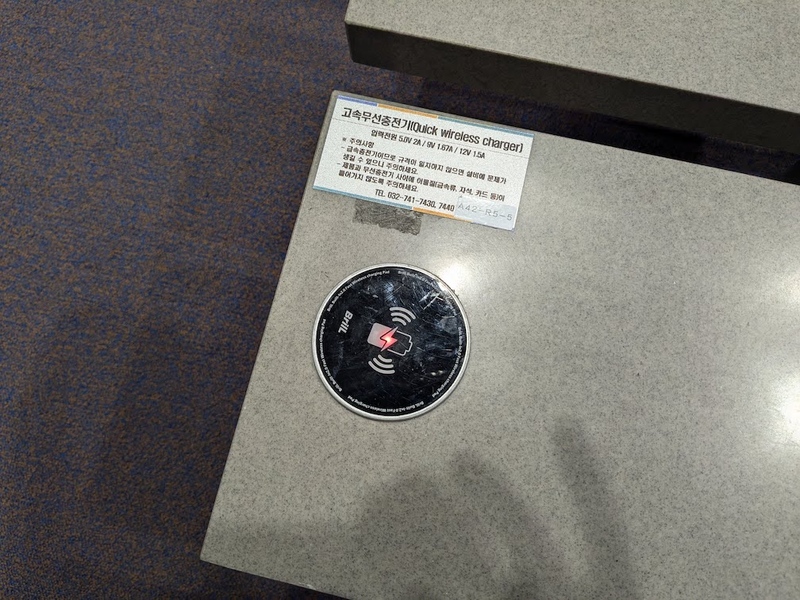 고속무선충전기(Quick wireless charger)
입력전원 5.0V 2A / 9V 1.67A / 12V 1.5A
※ 주의사항
- 급속충전기이므로 규격이 일치하지 않으면 설비에 문제가
생길 수 있으니 주의하세요.
- 제품과 무선충전기 사이에 이물질(금속류, 자석, 카드 등)이
들어가지 않도록 주의하세요.
TEL. 032-741-7430, 7440
A42-R5-5
BrilL